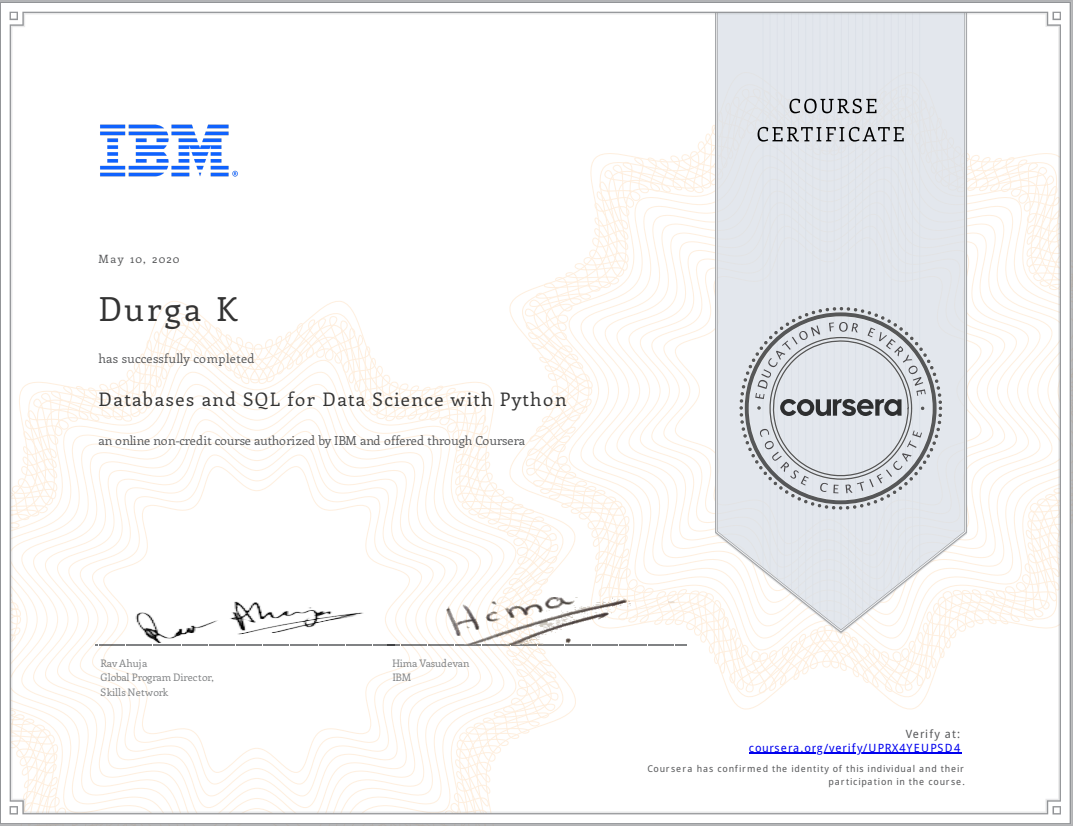 COURSE
CERTIFICATE
IBM®
May 10, 2020
Durga K
has successfully completed
Databases and SQL for Data Science with Python
an online non-credit course authorized by IBM and offered through Coursera
EDUCATION FOR EVERYONE
coursera
COURSE CERTIFICATE
Rav Ahuja
Hima
Rav Ahuja
Global Program Director,
Skills Network
Hima Vasudevan
IBM
Verify at:
coursera.org/verify/UPRX4YEUPSD4
Coursera has confirmed the identity of this individual and their
participation in the course.